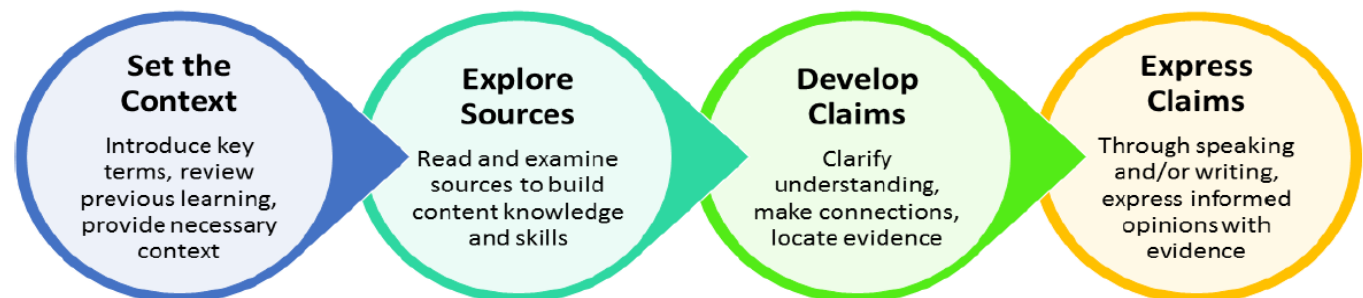 Set the
Context
Introduce key
terms, review
previous learning,
provide necessary
context
Explore
Sources
Read and examine
sources to build
content knowledge
and skills
Develop
Claims
Clarify
understanding,
make connections,
locate evidence
Express
Claims
Through speaking
and/or writing,
express informed
opinions with
evidence